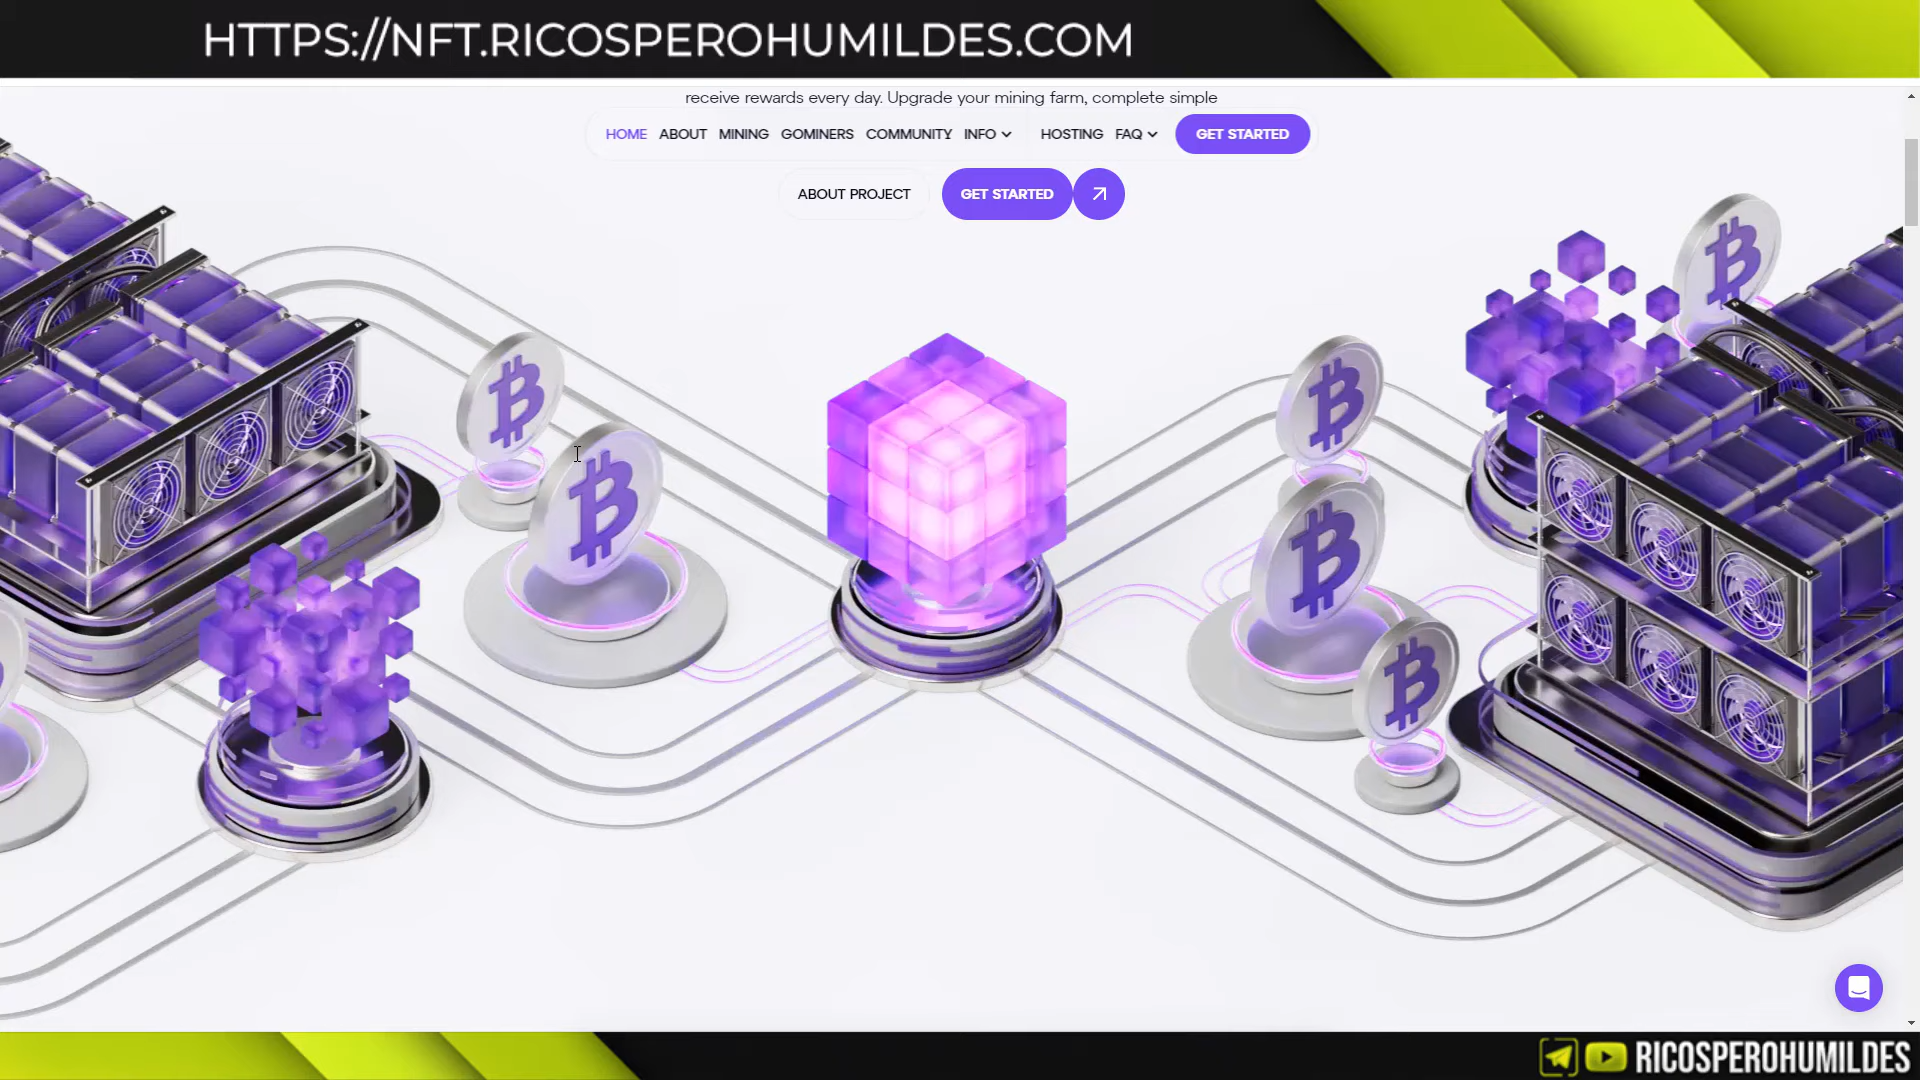 HTTPS://NFT.RICOSPEROHUMILDES.COM
receive rewards every day. Upgrade your mining farm, complete simple
HOME ABOUT MINING GOMINERS COMMUNITY INFO HOSTING FAQ GET STARTED
ABOUT PROJECT GET STARTED
RICOSPEROHUMILDES